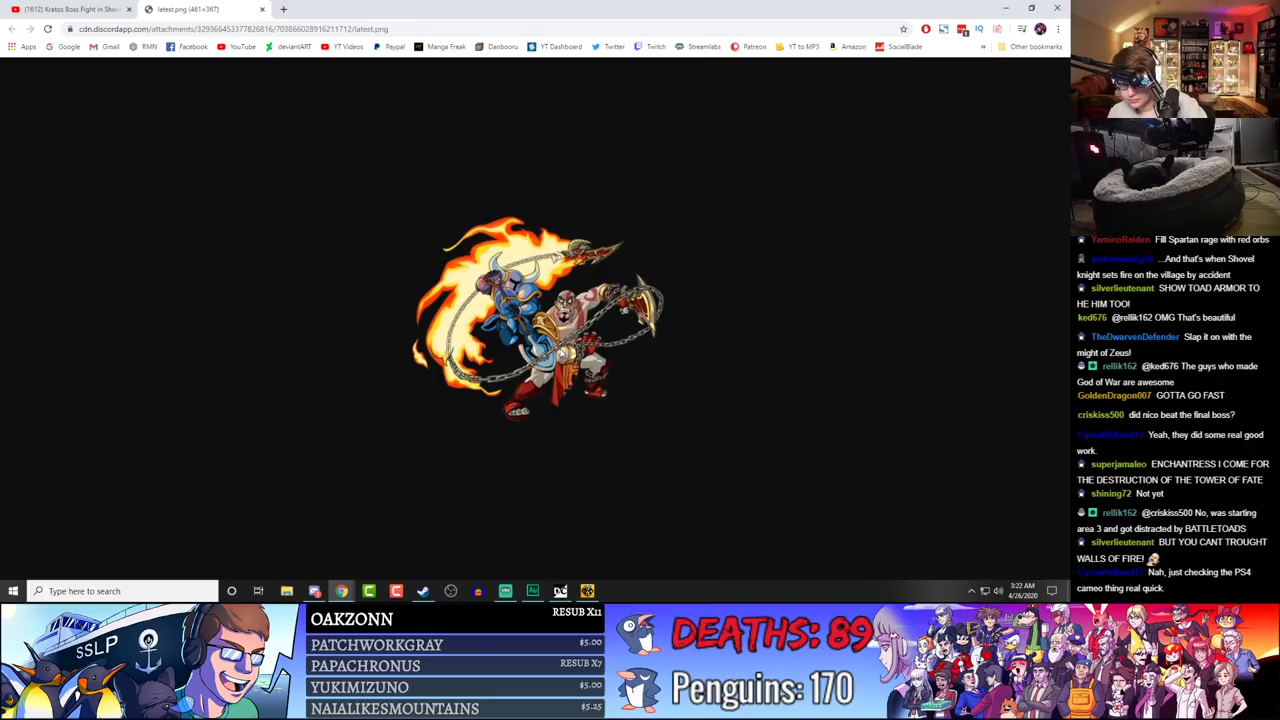 (1612) Kratos Boss Fight in Shove
latest.png (461×367)
cdn.discordapp.com/attachments/329366453377826816/703866028916211712/latest.png
Apps Google Gmail RMN Facebook YouTube deviantART YT Videos Paypal Manga Freak Danbooru YT Dashboard Twitter Twitch Streamlabs Patreon YT to MP3 Amazon SocialBlade » Other bookmarks
YaminoRaiden Fill Spartan rage with red orbs
...And that's when Shovel
knight sets fire on the village by accident
silverlieutenant SHOW TOAD ARMOR TO
HE HIM TOO!
ked676 @rellik162 OMG That's beautiful
TheDwarvenDefender Slap it on with the
might of Zeus!
rellik162 @ked676 The guys who made
God of War are awesome
GoldenDragon007 GOTTA GO FAST
criskiss500 did nico beat the final boss?
Yeah, they did some real good
work.
superjamaleo ENCHANTRESS I COME FOR
THE DESTRUCTION OF THE TOWER OF FATE
shining72 Not yet
rellik162 @criskiss500 No, was starting
area 3 and got distracted by BATTLETOADS
silverlieutenant BUT YOU CANT TROUGHT
WALLS OF FIRE!
Nah, just checking the PS4
cameo thing real quick.
Type here to search
3:22 AM
4/26/2020
SSLP
OAKZONN RESUB X11
PATCHWORKGRAY $5.00
PAPACHRONUS RESUB X7
YUKIMIZUNO $5.00
NAIALIKESMOUNTAINS $5.25
DEATHS: 89
Penguins: 170